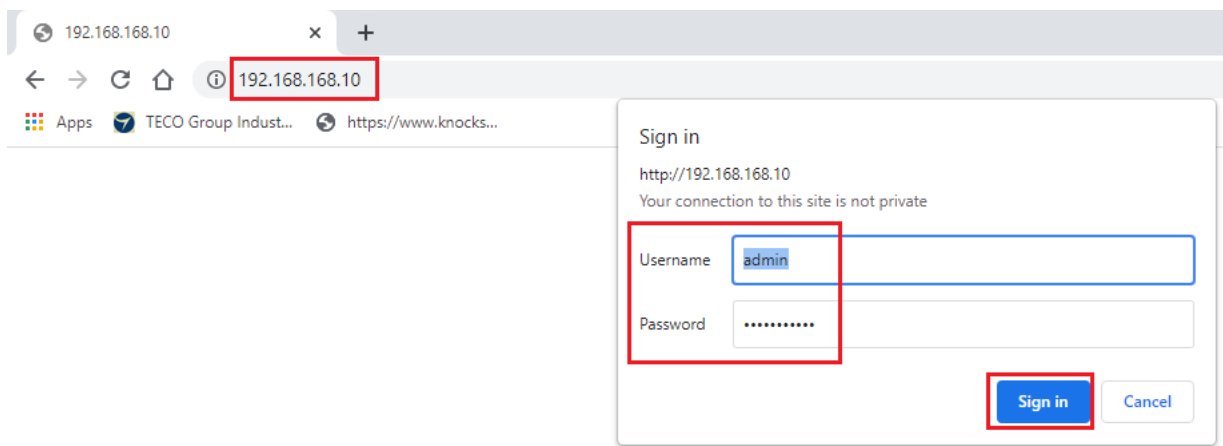 192.168.168.10
192.168.168.10
Apps TECO Group Indust... https://www.knocks...
Sign in
http://192.168.168.10
Your connection to this site is not private
Username admin
Password •••••••••••
Sign in Cancel